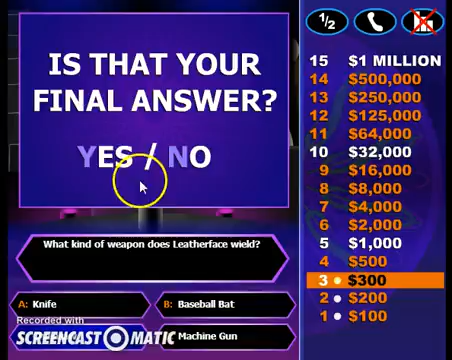 ½
15 $1 MILLION
14 $500,000
13 $250,000
12 $125,000
11 $64,000
10 $32,000
9 $16,000
8 $8,000
7 $4,000
6 $2,000
5 $1,000
4 $500
3 $300
2 $200
1 $100
IS THAT YOUR
FINAL ANSWER?
YES / NO
What kind of weapon does Leatherface wield?
A: Knife
B: Baseball Bat
Machine Gun
Recorded with
SCREENCAST MATIC